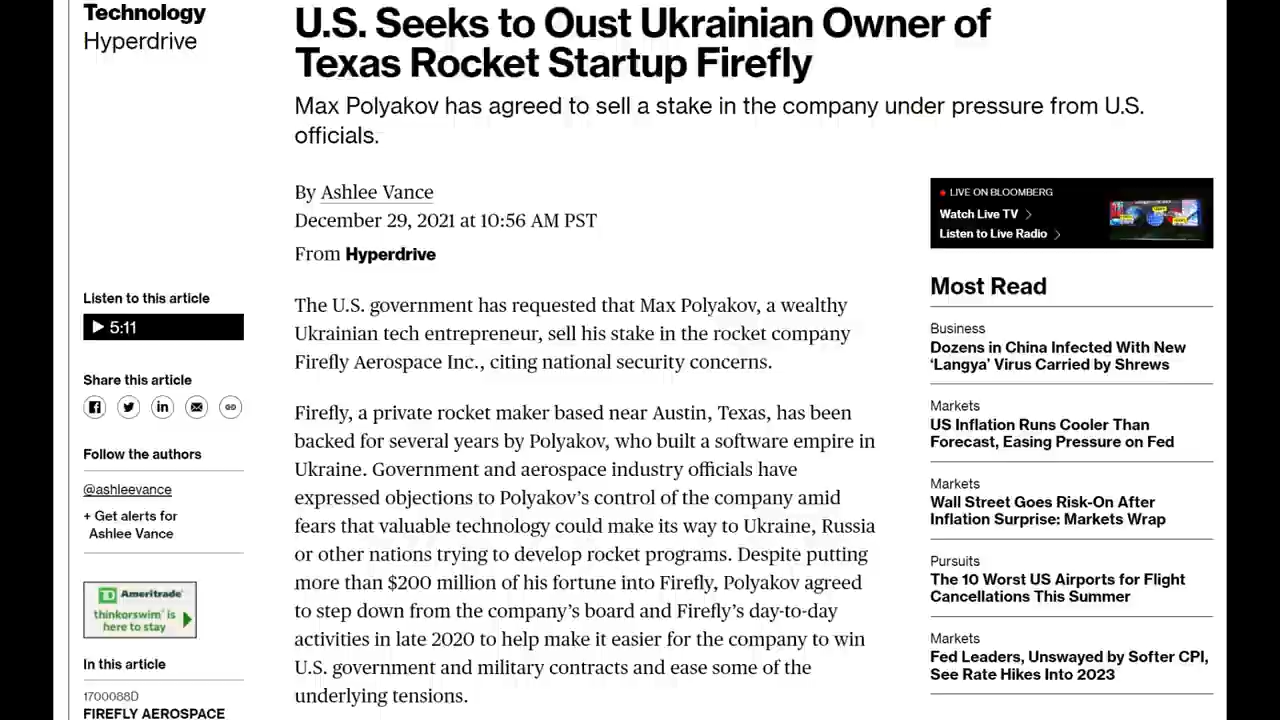 Technology
Hyperdrive
U.S. Seeks to Oust Ukrainian Owner of
Texas Rocket Startup Firefly
Max Polyakov has agreed to sell a stake in the company under pressure from U.S.
officials.
By Ashlee Vance
December 29, 2021 at 10:56 AM PST
From Hyperdrive
Listen to this article
5:11
Share this article
Follow the authors
@ashleevance
+ Get alerts for
Ashlee Vance
Ameritrade
thinkorswim is
here to stay
In this article
1700088D
FIREFLY AEROSPACE
The U.S. government has requested that Max Polyakov, a wealthy
Ukrainian tech entrepreneur, sell his stake in the rocket company
Firefly Aerospace Inc., citing national security concerns.
Firefly, a private rocket maker based near Austin, Texas, has been
backed for several years by Polyakov, who built a software empire in
Ukraine. Government and aerospace industry officials have
expressed objections to Polyakov's control of the company amid
fears that valuable technology could make its way to Ukraine, Russia
or other nations trying to develop rocket programs. Despite putting
more than $200 million of his fortune into Firefly, Polyakov agreed
to step down from the company's board and Firefly's day-to-day
activities in late 2020 to help make it easier for the company to win
U.S. government and military contracts and ease some of the
underlying tensions.
LIVE ON BLOOMBERG
Watch Live TV
Listen to Live Radio
Most Read
Business
Dozens in China Infected With New
'Langya' Virus Carried by Shrews
Markets
US Inflation Runs Cooler Than
Forecast, Easing Pressure on Fed
Markets
Wall Street Goes Risk-On After
Inflation Surprise: Markets Wrap
Pursuits
The 10 Worst US Airports for Flight
Cancellations This Summer
Markets
Fed Leaders, Unswayed by Softer CPI,
See Rate Hikes Into 2023